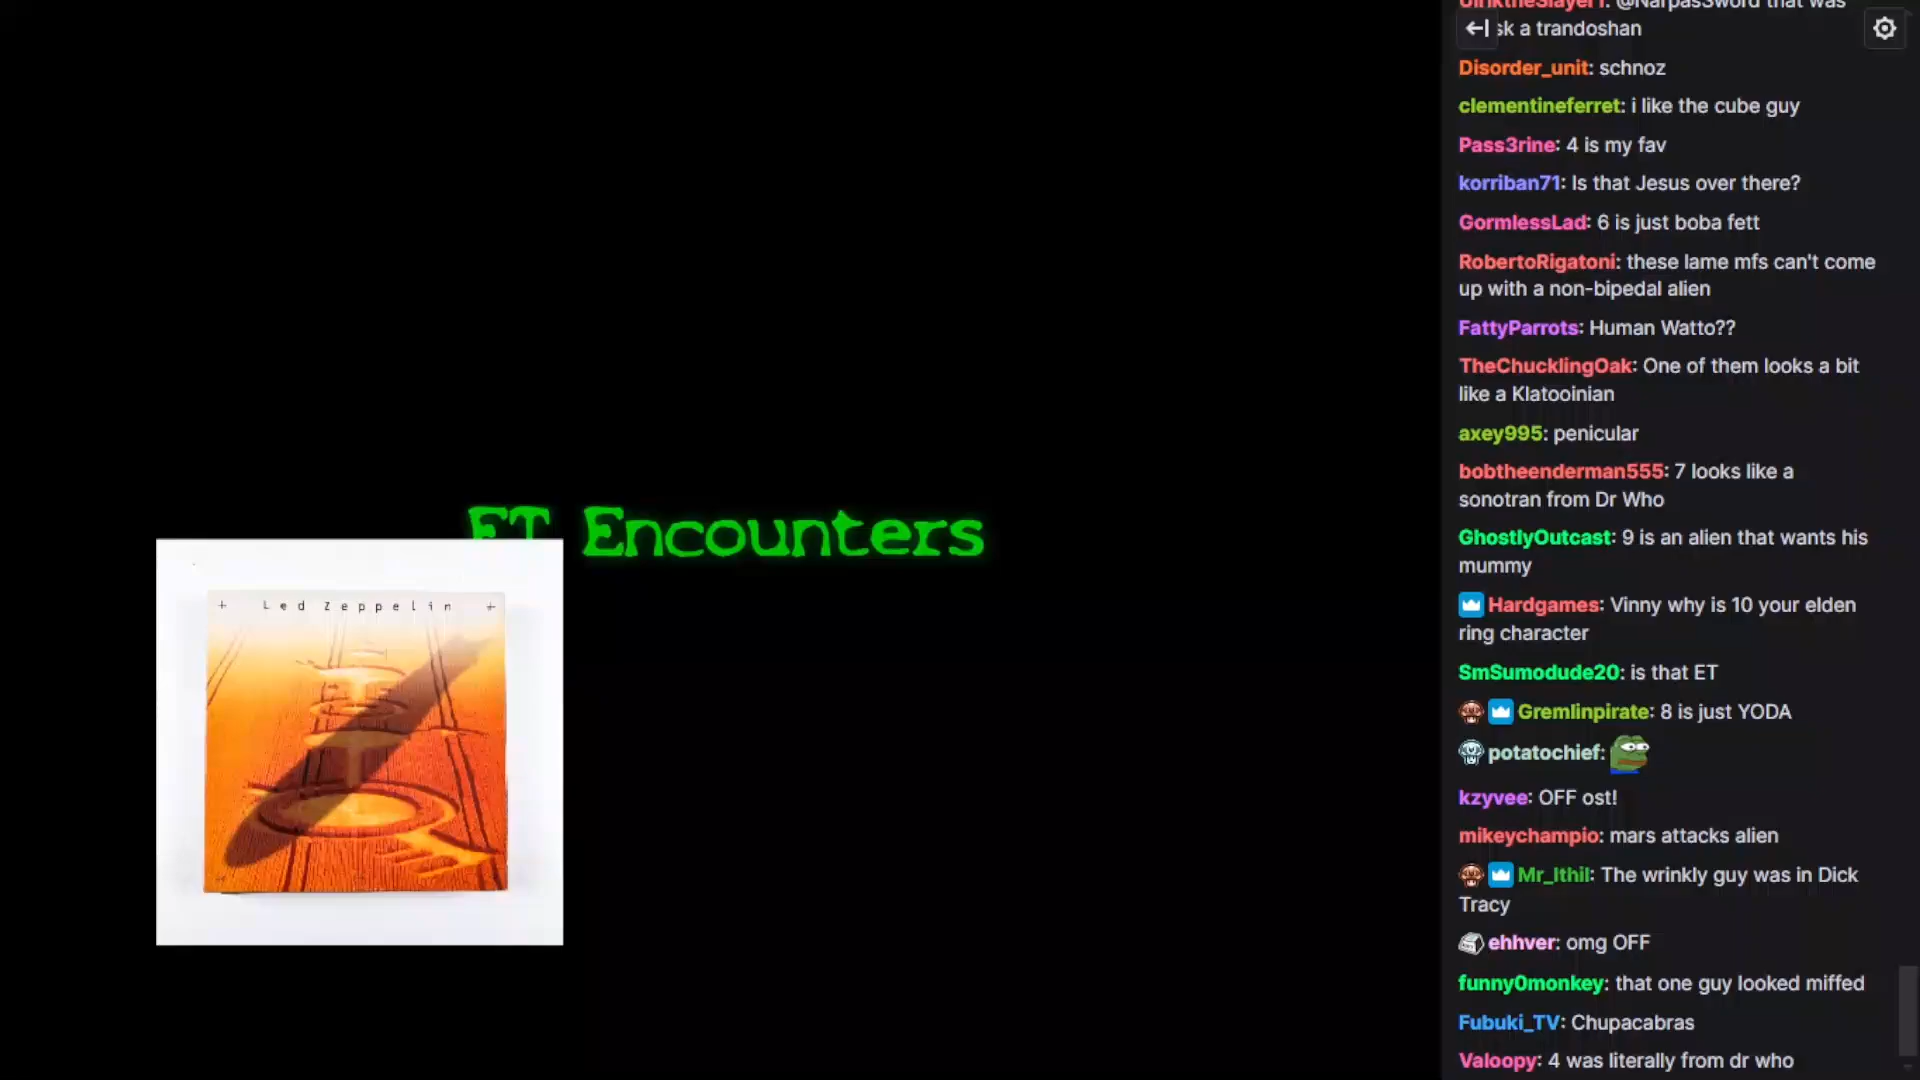 ET Encounters
+ Led Zeppelin +
UlriktheSlayer1: @NarpasSword that was
sk a trandoshan
Disorder_unit: schnoz
clementineferret: i like the cube guy
Pass3rine: 4 is my fav
korriban71: Is that Jesus over there?
GormlessLad: 6 is just boba fett
RobertoRigatoni: these lame mfs can't come
up with a non-bipedal alien
FattyParrots: Human Watto??
TheChucklingOak: One of them looks a bit
like a Klatooinian
axey995: penicular
bobtheenderman555: 7 looks like a
sonotran from Dr Who
GhostlyOutcast: 9 is an alien that wants his
mummy
Hardgames: Vinny why is 10 your elden
ring character
SmSumodude20: is that ET
Gremlinpirate: 8 is just YODA
potatochief:
kzyvee: OFF ost!
mikeychampio: mars attacks alien
Mr_Ithil: The wrinkly guy was in Dick
Tracy
ehhver: omg OFF
funny0monkey: that one guy looked miffed
Fubuki_TV: Chupacabras
Valoopy: 4 was literally from dr who